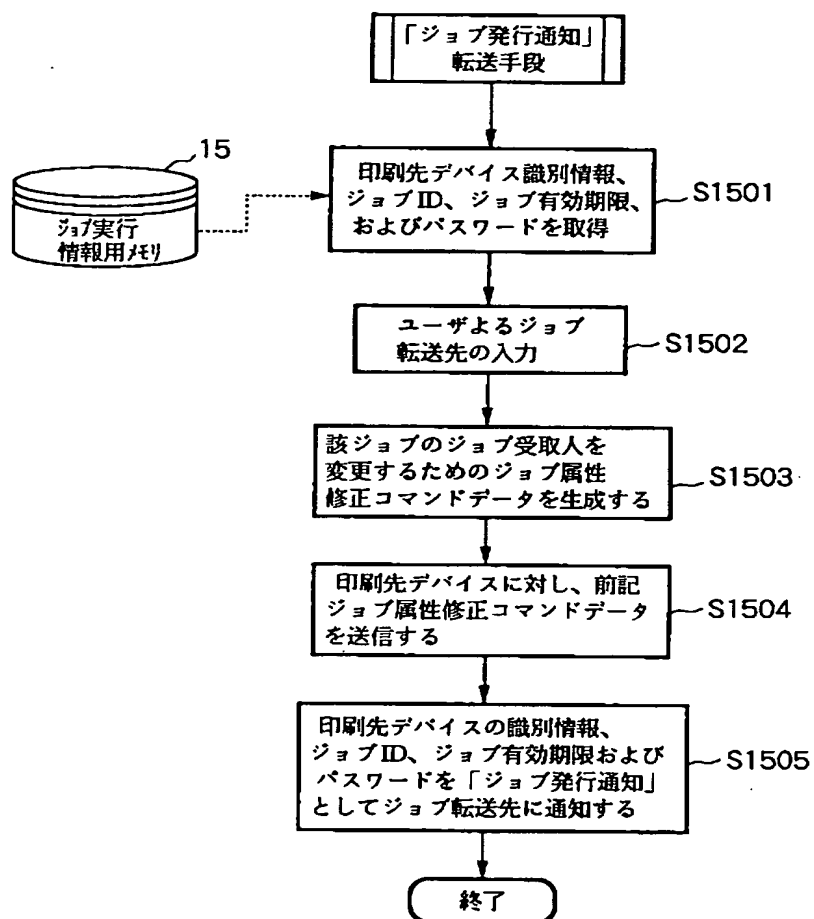 「ジョブ発行通知」
転送手段
15
ジョブ実行
情報用メモリ
印刷先デバイス識別情報、
ジョブID、ジョブ有効期限、
およびパスワードを取得
S1501
ユーザよるジョブ
転送先の入力
S1502
該ジョブのジョブ受取人を
変更するためのジョブ属性
修正コマンドデータを生成する
S1503
印刷先デバイスに対し、前記
ジョブ属性修正コマンドデータ
を送信する
S1504
印刷先デバイスの識別情報、
ジョブID、ジョブ有効期限および
パスワードを「ジョブ発行通知」
としてジョブ転送先に通知する
S1505
終了